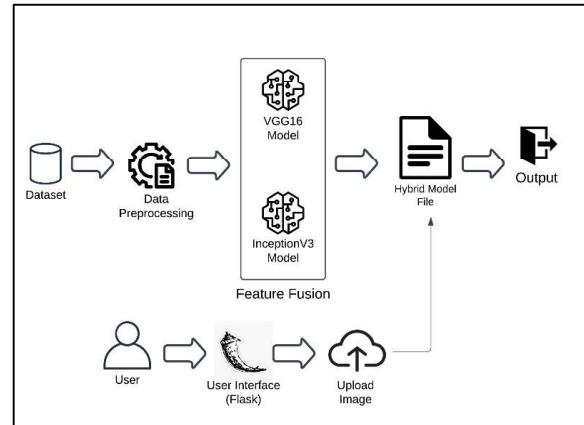 VGG16
Model
Dataset
Data
Preprocessing
InceptionV3
Model
Hybrid Model
File
Output
Feature Fusion
User
User Interface
(Flask)
Upload
Image